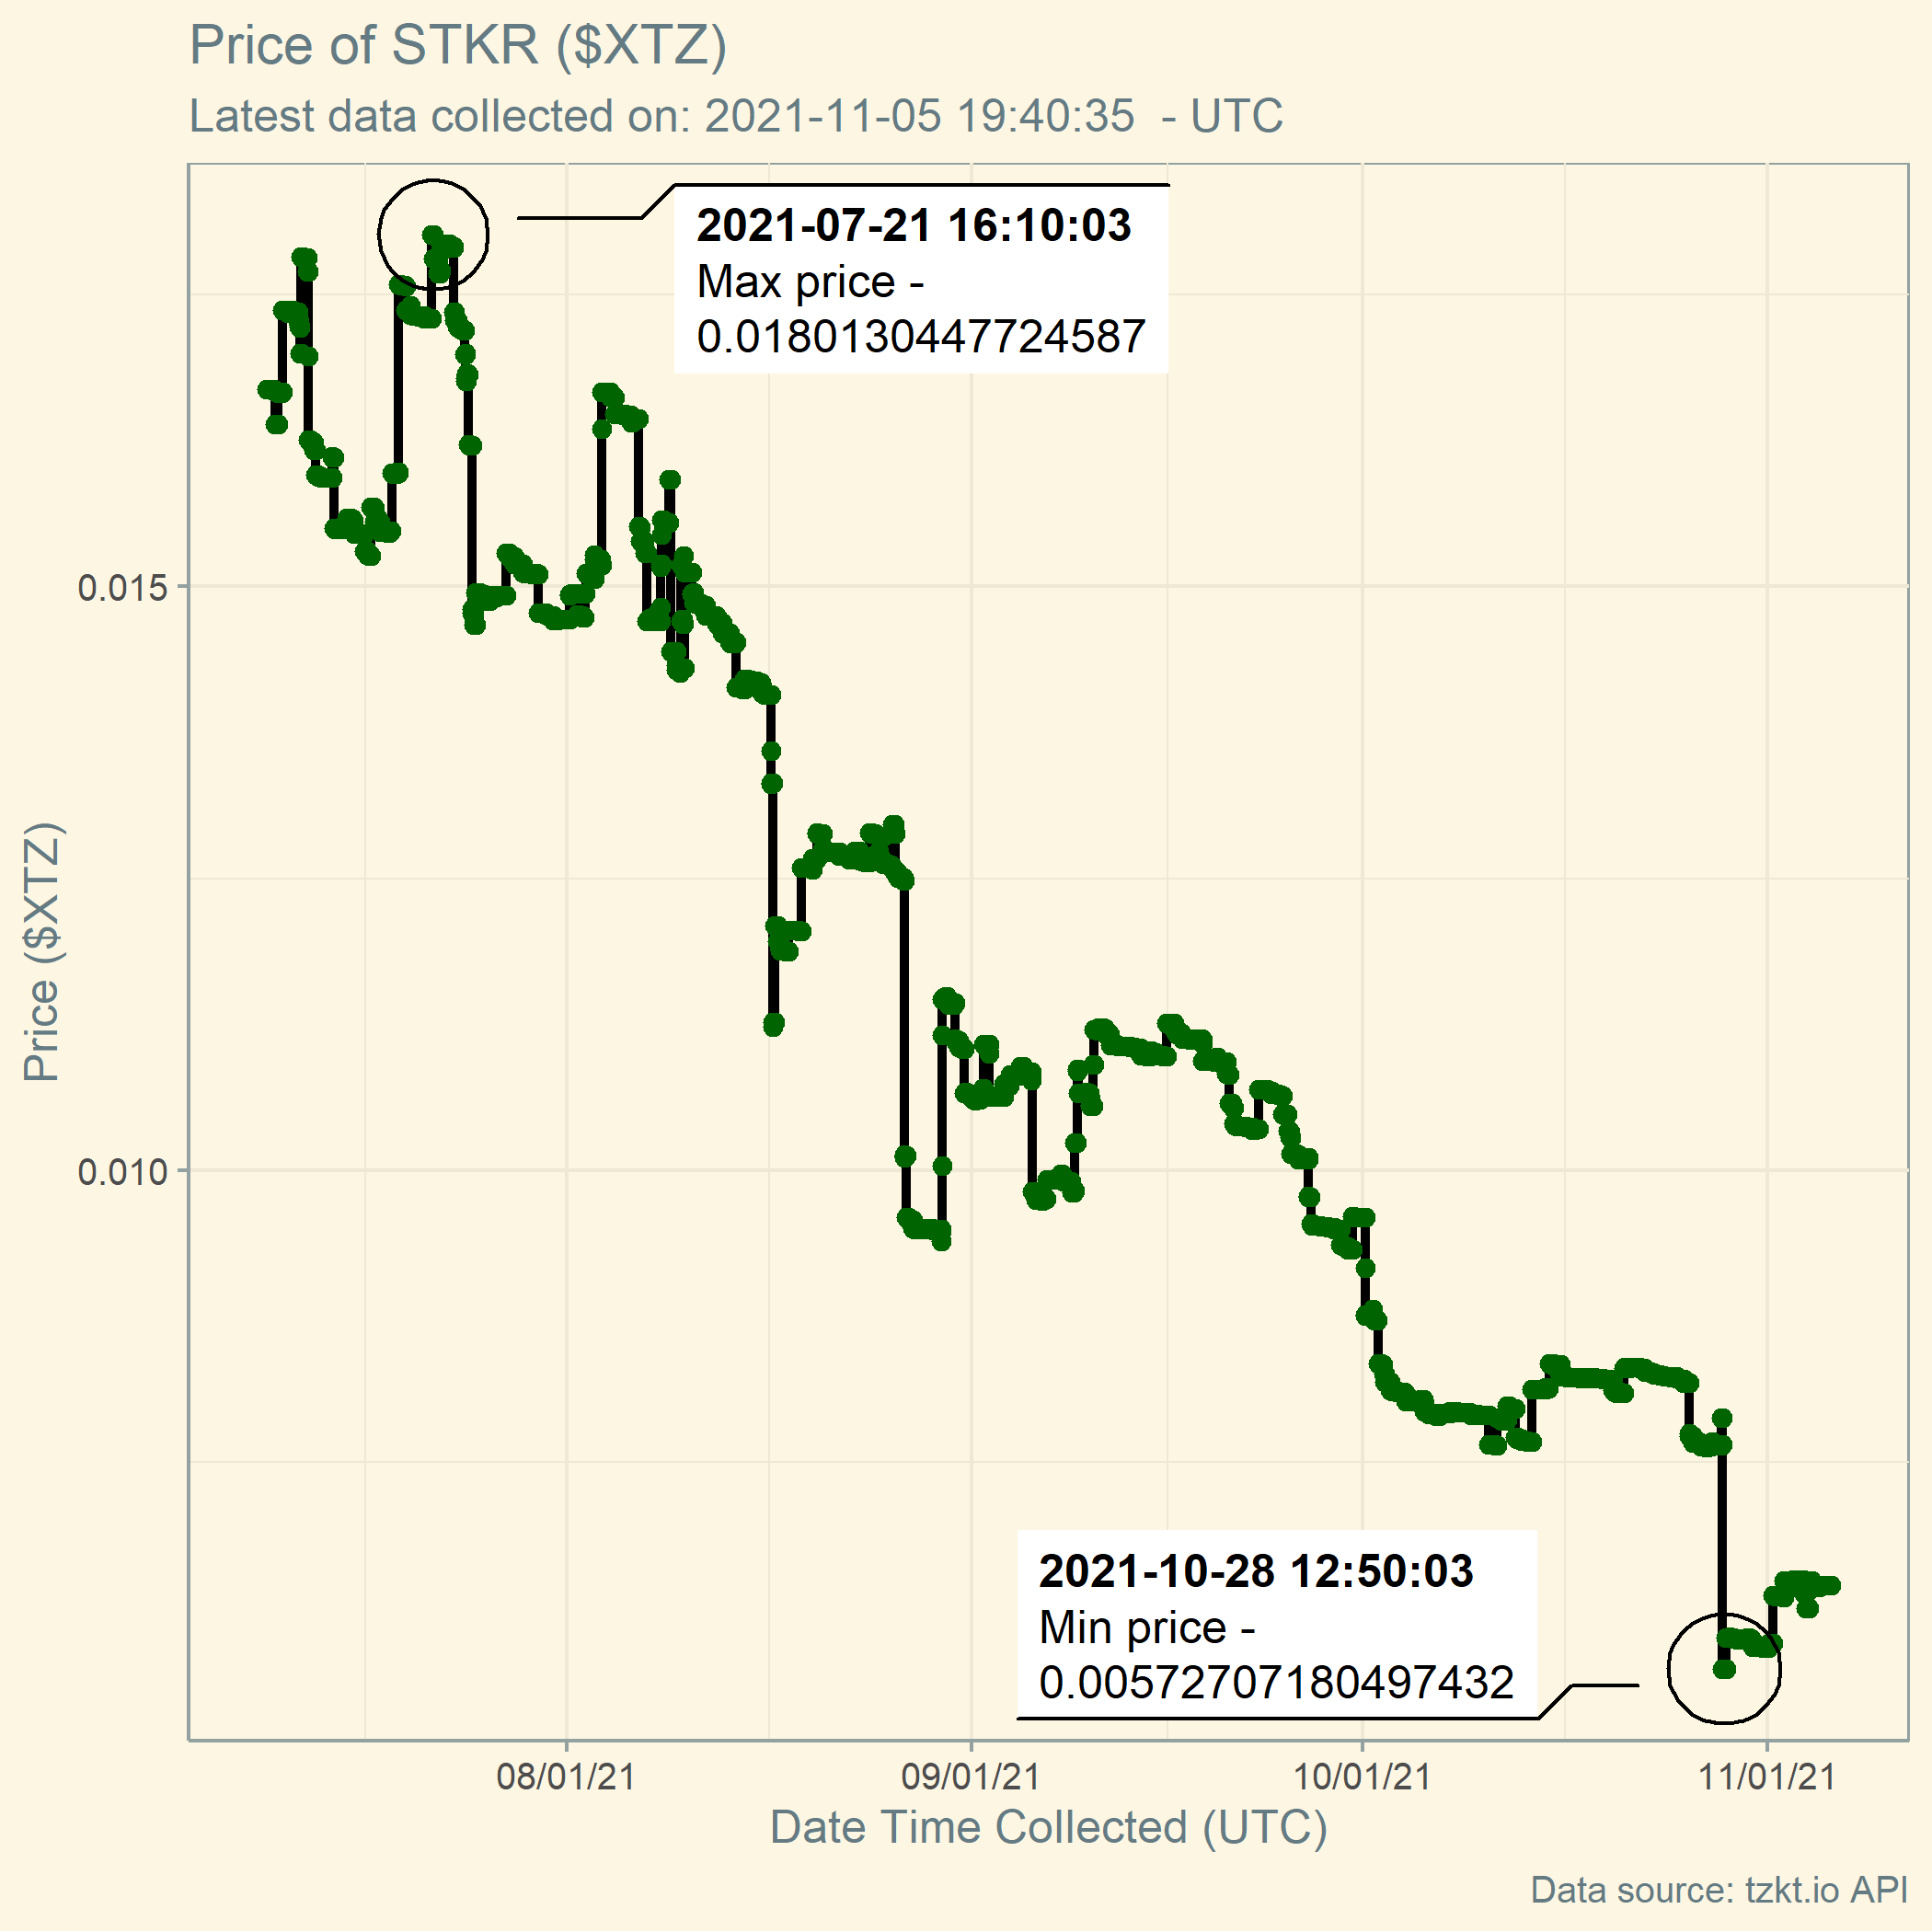 Price of STKR ($XTZ)
Latest data collected on: 2021-11-05 19:40:35  - UTC
2021-07-21 16:10:03
Max price -
0.0180130447724587
0.015
Price ($XTZ)
0.010
2021-10-28 12:50:03
Min price -
0.00572707180497432
08/01/21
09/01/21
10/01/21
11/01/21
Date Time Collected (UTC)
Data source: tzkt.io API